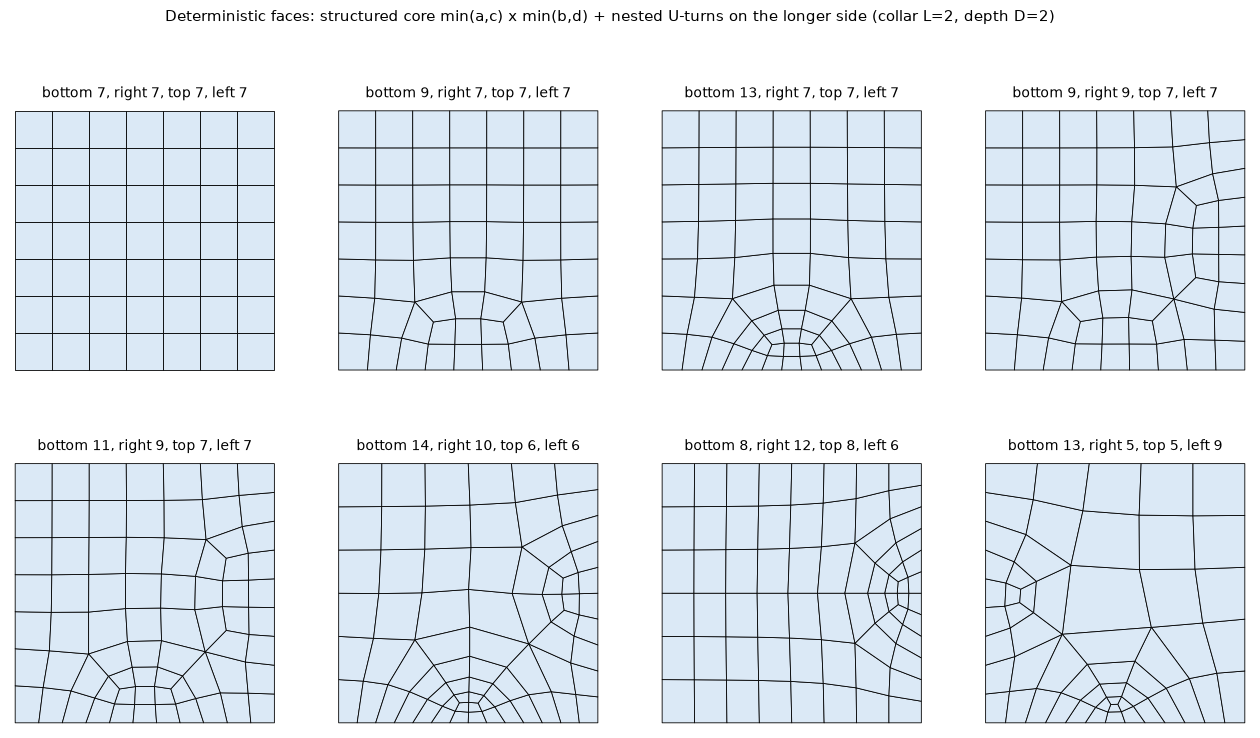 Deterministic faces: structured core min(a,c) x min(b,d) + nested U-turns on the longer side (collar L=2, depth D=2)
bottom 7, right 7, top 7, left 7
bottom 9, right 7, top 7, left 7
bottom 13, right 7, top 7, left 7
bottom 9, right 9, top 7, left 7
bottom 11, right 9, top 7, left 7
bottom 14, right 10, top 6, left 6
bottom 8, right 12, top 8, left 6
bottom 13, right 5, top 5, left 9